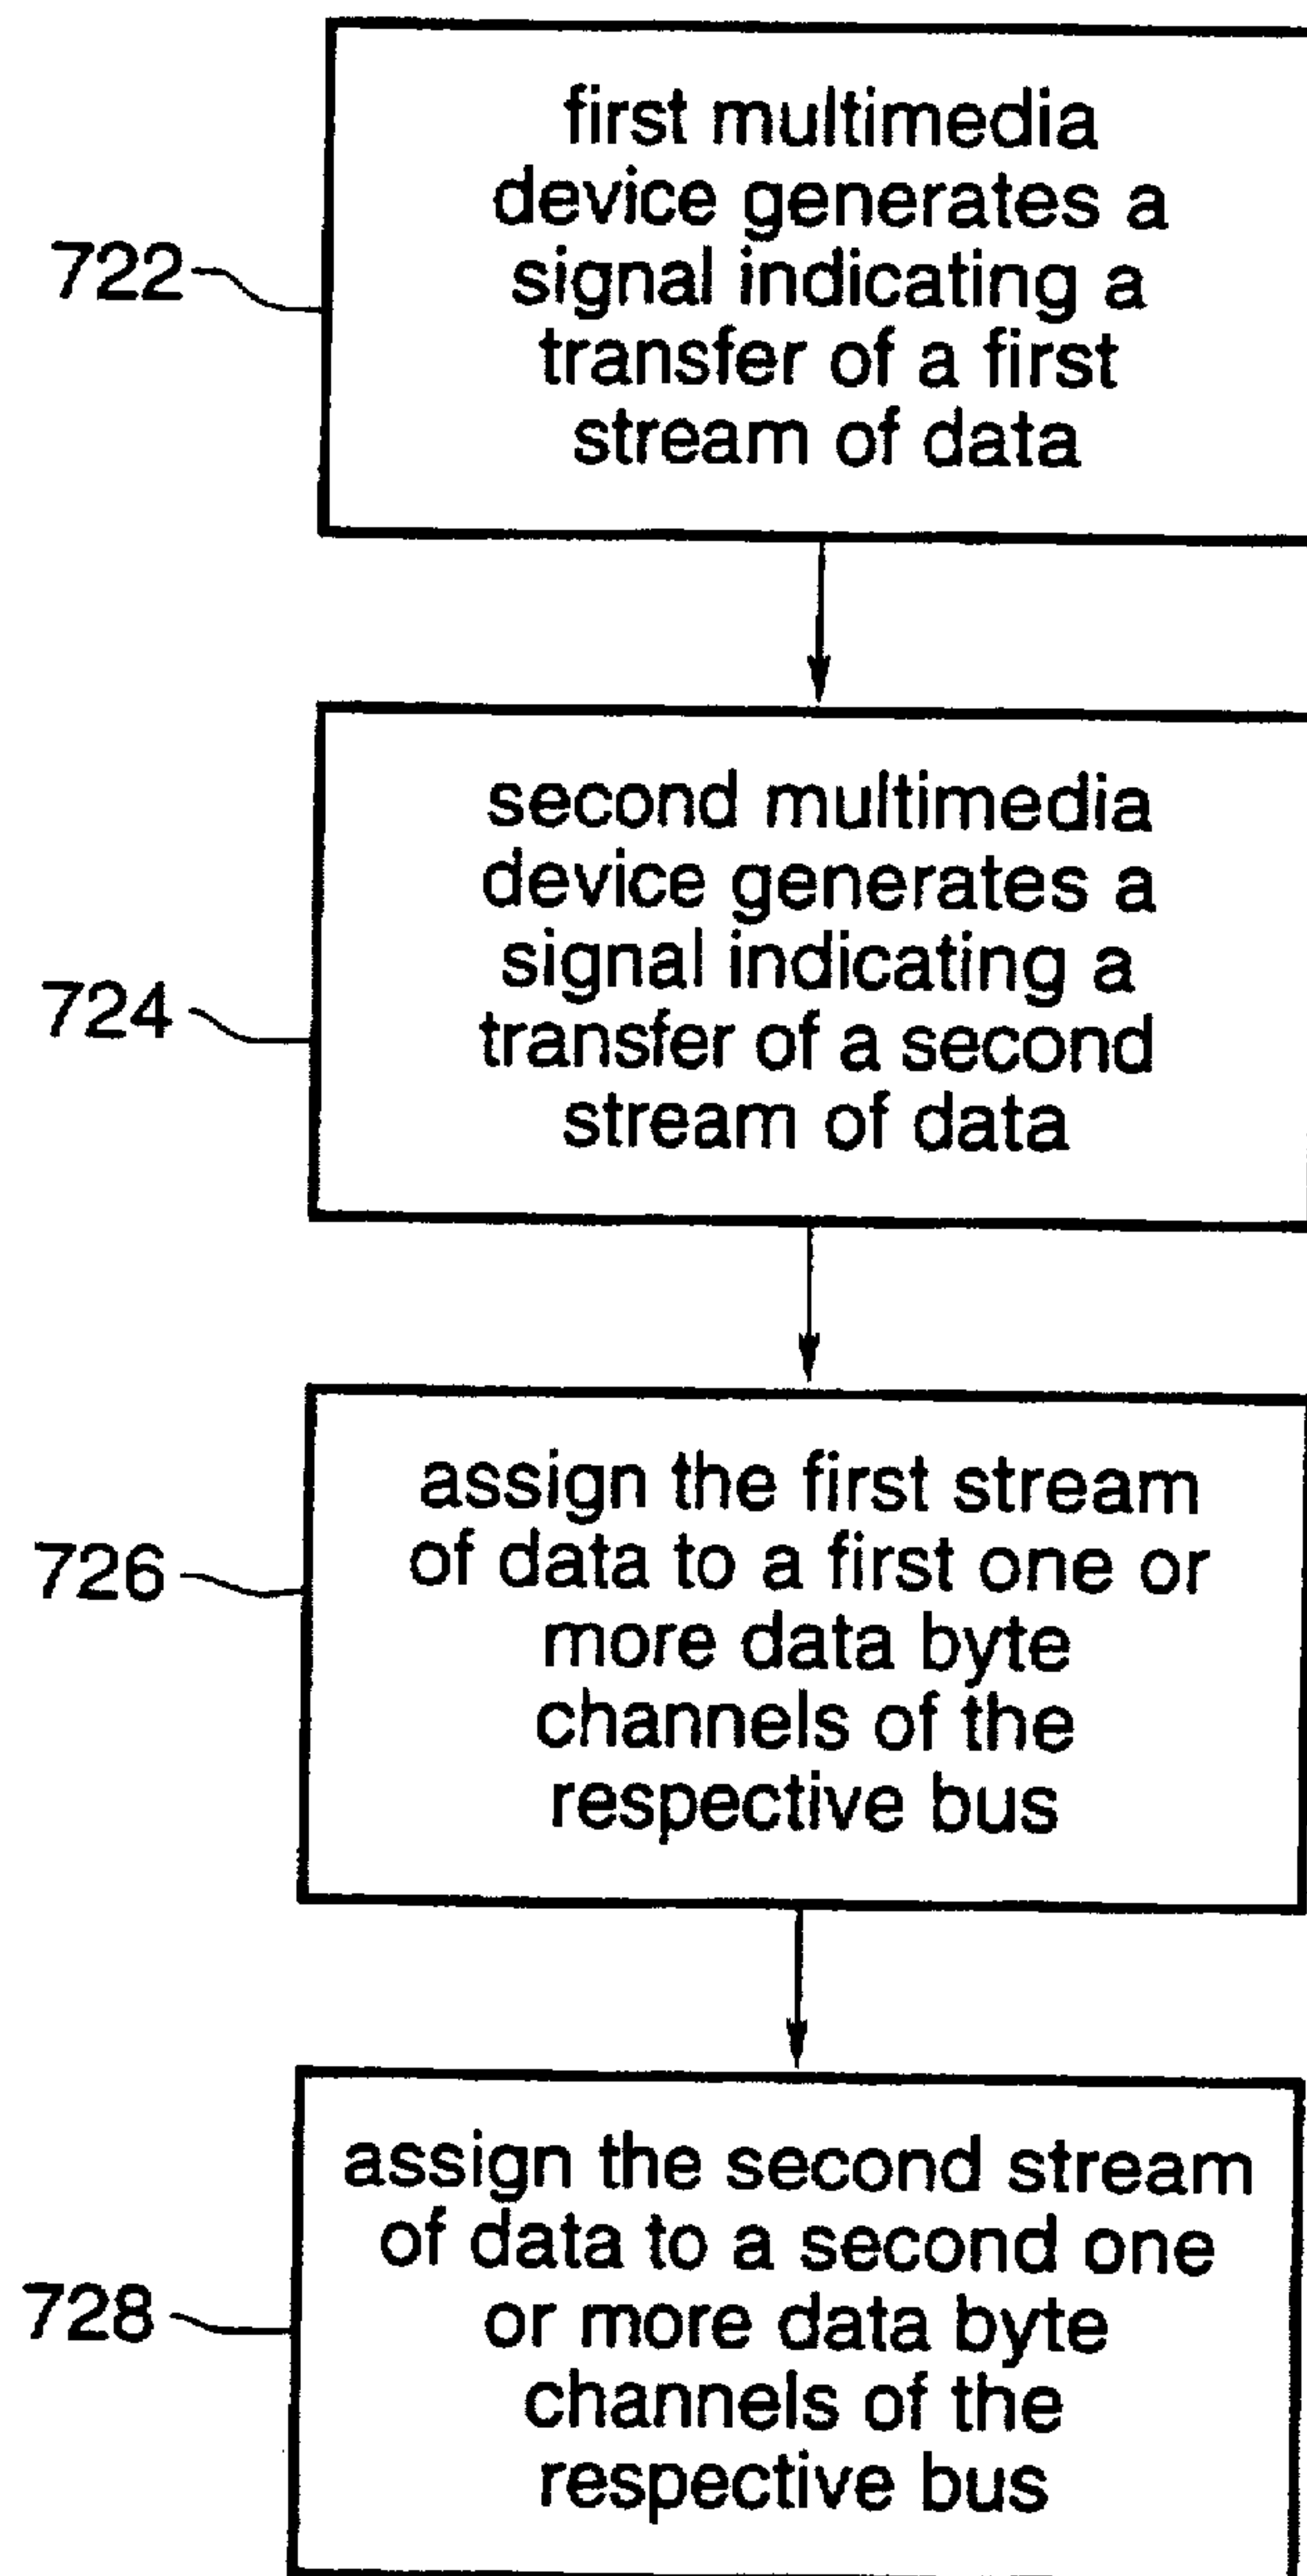 first multimedia
device generates a
722
signal indicating a
transfer of a first
stream of data
second multimedia
device generates a
signal indicating a
724
transfer of a second
stream of data
assign the first stream
of data to a first one or
726
more data byte
channels of the
respective bus
assign the second stream
of data to a second one
728
or more data byte
channels of the
respective bus